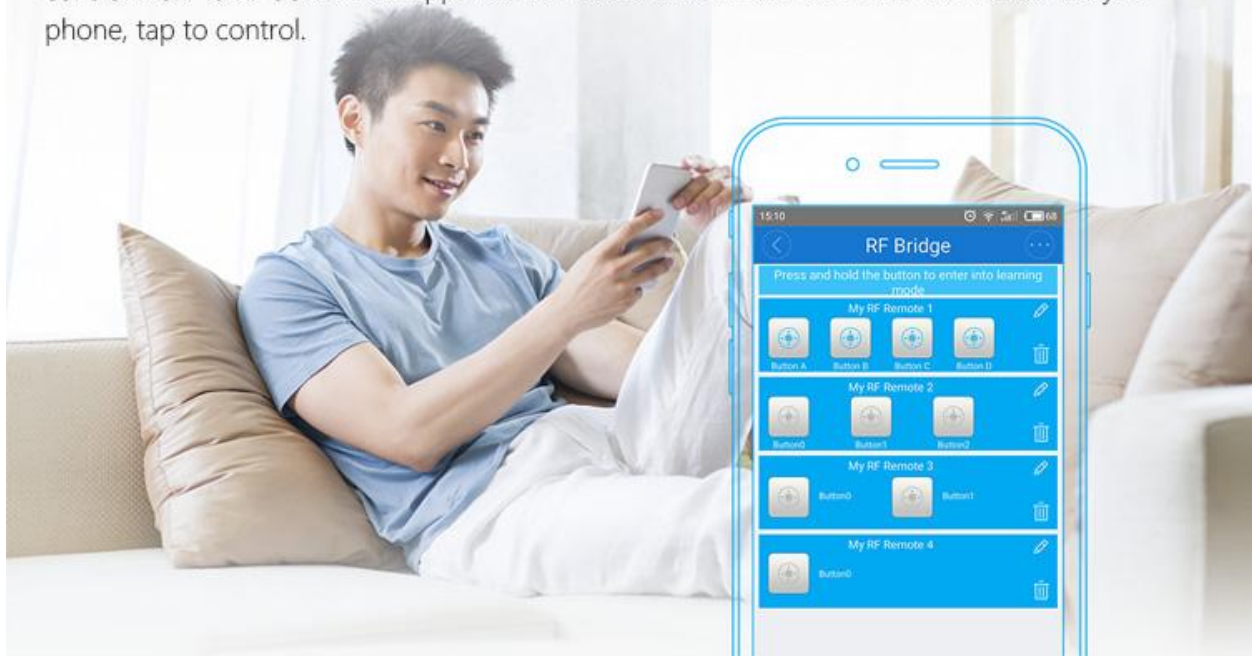 phone, tap to control.
15:10
68
RF Bridge
Press and hold the button to enter into learning
mode
My RF Remote 1
Button A Button B Button C Button D
My RF Remote 2
Button0 Button1 Button2
My RF Remote 3
Button0 Button1
My RF Remote 4
Button0